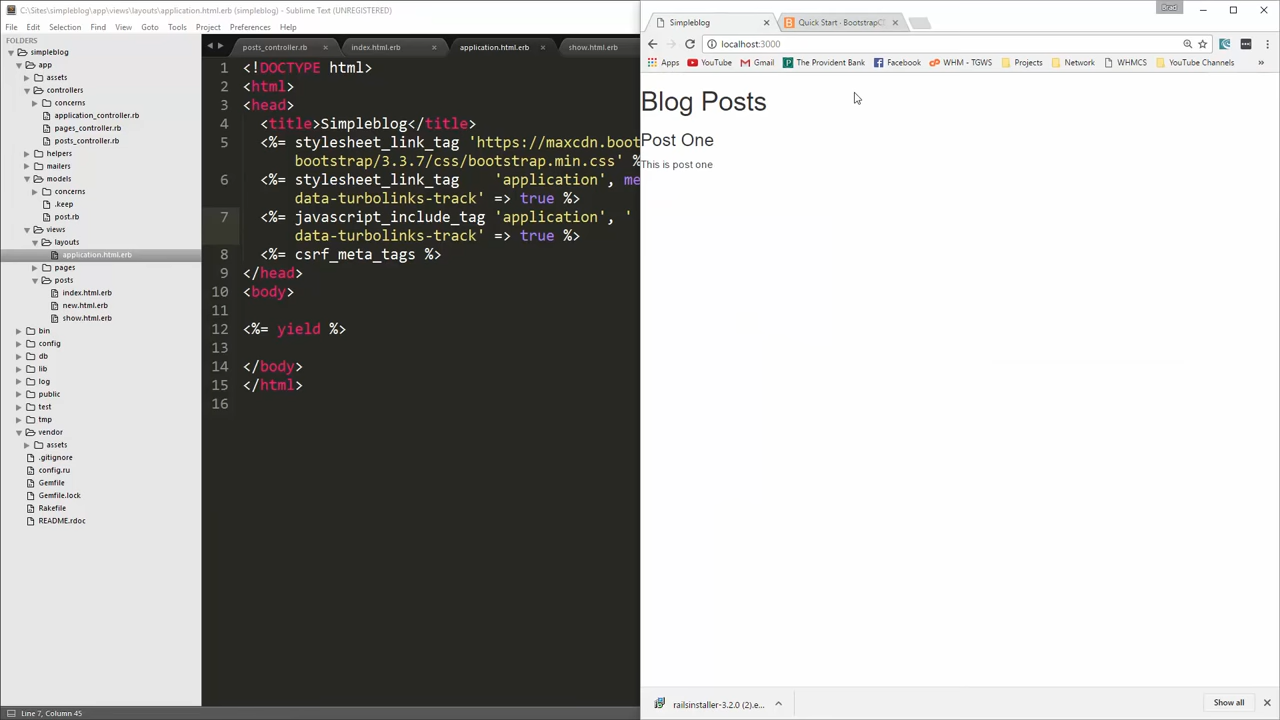 C:\Sites\simpleblog\app\views\layouts\application.html.erb (simpleblog) - Sublime Text (UNREGISTERED)
File Edit Selection Find View Goto Tools Project Preferences Help
FOLDERS
simpleblog
app
assets
controllers
concerns
application_controller.rb
pages_controller.rb
posts_controller.rb
helpers
mailers
models
concerns
.keep
post.rb
views
layouts
application.html.erb
pages
posts
index.html.erb
new.html.erb
show.html.erb
bin
config
db
lib
log
public
test
tmp
vendor
assets
.gitignore
config.ru
Gemfile
Gemfile.lock
Rakefile
README.rdoc
posts_controller.rb index.html.erb application.html.erb show.html.erb
1 <!DOCTYPE html>
2 <html>
3 <head>
4 <title>Simpleblog</title>
5 <%= stylesheet_link_tag 'https://maxcdn.boot
bootstrap/3.3.7/css/bootstrap.min.css' %
6 <%= stylesheet_link_tag 'application', me
data-turbolinks-track' => true %>
7 <%= javascript_include_tag 'application', '
data-turbolinks-track' => true %>
8 <%= csrf_meta_tags %>
9 </head>
10 <body>
11
12 <%= yield %>
13
14 </body>
15 </html>
16
Line 7, Column 45
Brad
Simpleblog Quick Start - BootstrapC
localhost:3000
Apps YouTube Gmail The Provident Bank Facebook WHM - TGWS Projects Network WHMCS YouTube Channels »
Blog Posts
Post One
This is post one
railsinstaller-3.2.0 (2).e... Show all